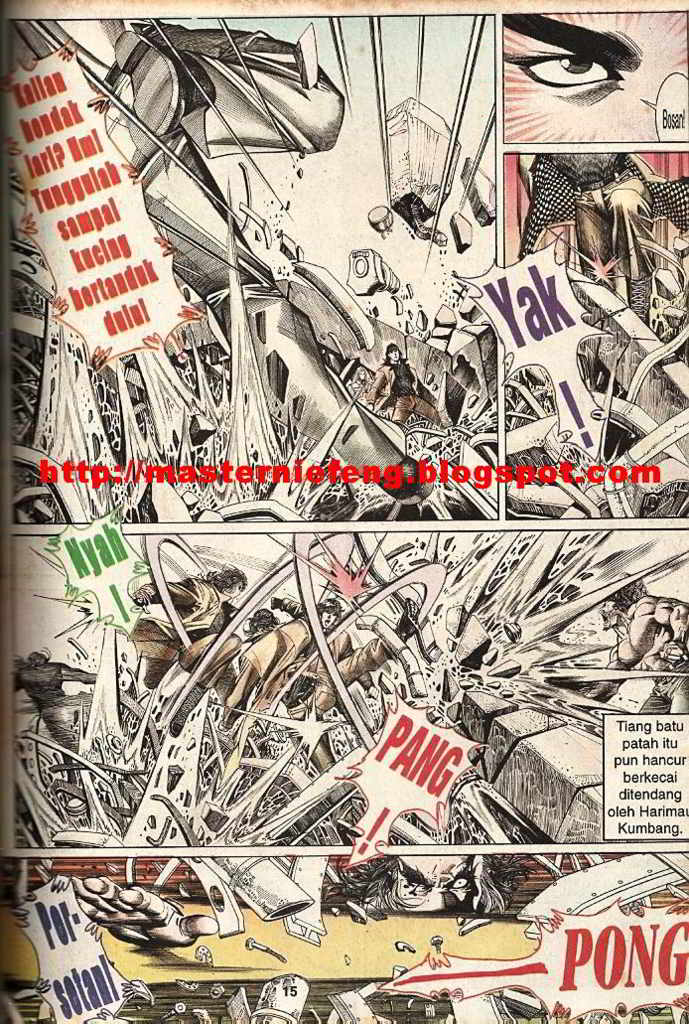 Kalian
hendak
lari? Hm!
Tunggulah
sampai
kucing
bertanduk
dulu!
Bosan!
Yak
!
http://masterniefeng.blogspot.com
Nyah
!
PANG
!
Tiang batu
patah itu
pun hancur
berkecai
ditendang
oleh Harimau
Kumbang.
Per-
setan!
PONG
15